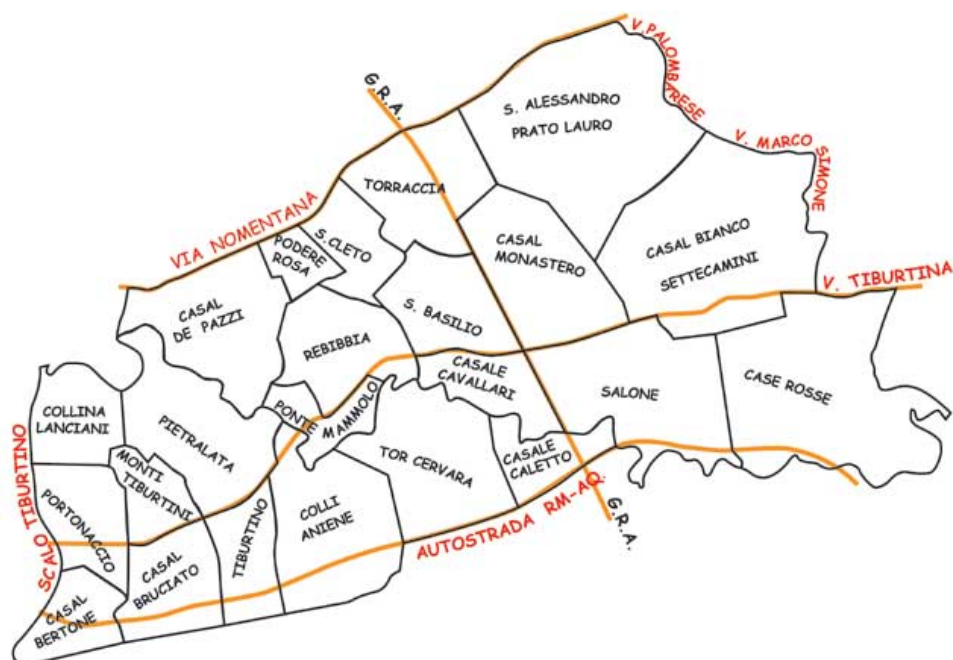 V. PALOMBARESE
G.R.A.
S. ALESSANDRO
PRATO LAURO
V. MARCO
SIMONE
TORRACCIA
VIA NOMENTANA
S. CLETO
PODERE
ROSA
CASAL
MONASTERO
CASAL BIANCO
SETTECAMINI
V. TIBURTINA
CASAL
DE PAZZI
S. BASILIO
REBIBBIA
CASALE
CAVALLARI
SALONE
CASE ROSSE
COLLINA
LANCIANI
PIETRALATA
PONTE
MAMMOLO
TOR CERVARA
CASALE
CALETTO
MONTI
TIBURTINI
SCALO TIBURTINO
PORTONACCIO
TIBURTINO
COLLI
ANIENE
AUTOSTRADA RM-AQ.
G.R.A.
CASAL
BRUCIATO
CASAL
BERTONE